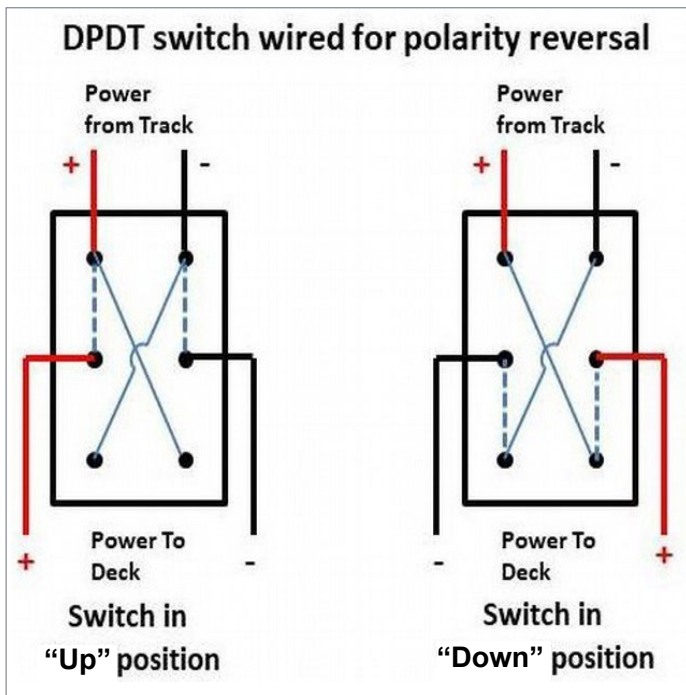 DPDT switch wired for polarity reversal
Power
from Track
+ -
+ -
Power To
Deck
Switch in
“Up” position
Power
from Track
+ -
- +
Power To
Deck
Switch in
“Down” position